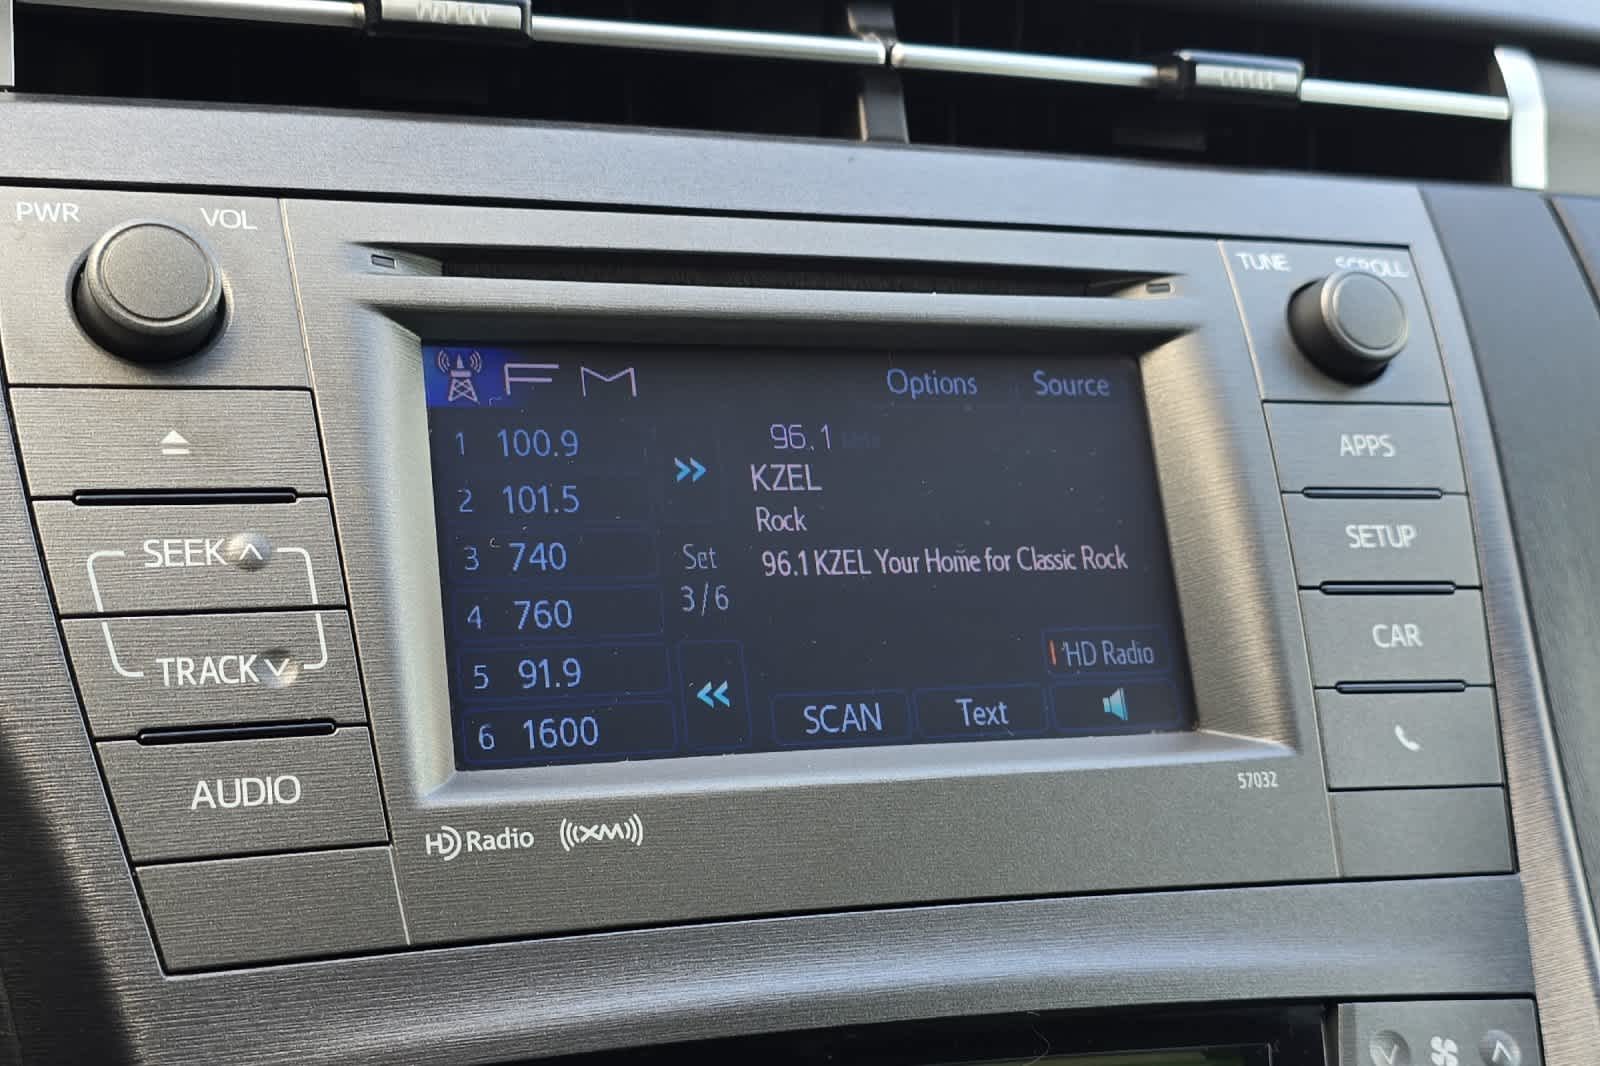 PWR VOL
TUNE SCROLL
FM
Options Source
1 100.9
2 101.5
3 740
4 760
5 91.9
6 1600
Set
3/6
96.1
KZEL
Rock
96.1 KZEL Your Home for Classic Rock
HD Radio
SCAN Text
SEEK
TRACK
AUDIO
APPS
SETUP
CAR
57032
HD Radio XM